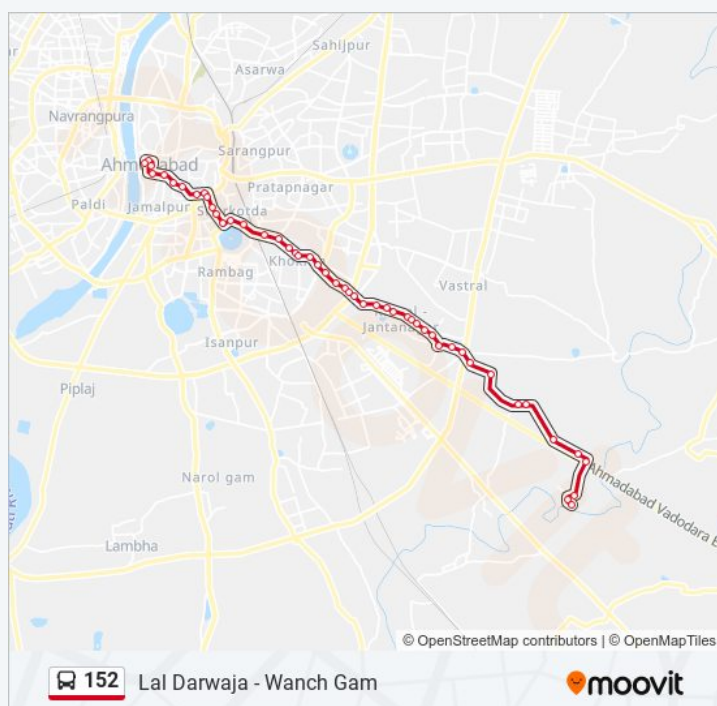 Sahijpur
Asarwa
Navrangpura
Sarangpur
Pratapnagar
Paldi
Jamalpur
Rambag
Vastral
Jantanagar
Isanpur
Piplaj
Narol gam
Ahmadabad Vadodara E
Lambha
© OpenStreetMap contributors | © OpenMapTiles
152 Lal Darwaja - Wanch Gam
moovit